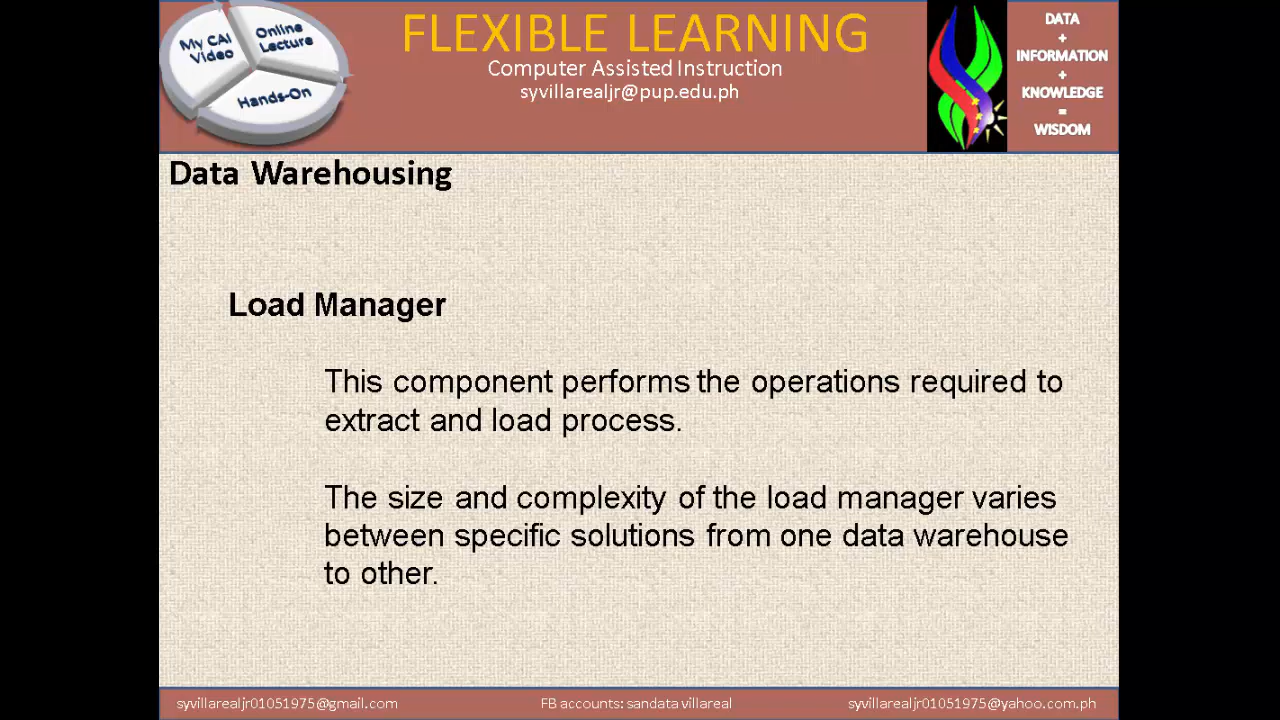 My CAI
Video
Online
Lecture
Hands-On
FLEXIBLE LEARNING
Computer Assisted Instruction
syvillarealjr@pup.edu.ph
DATA
+
INFORMATION
+
KNOWLEDGE
=
WISDOM
Data Warehousing
Load Manager
This component performs the operations required to
extract and load process.
The size and complexity of the load manager varies
between specific solutions from one data warehouse
to other.
syvillarealjr01051975@gmail.com
FB accounts: sandata villareal
syvillarealjr01051975@yahoo.com.ph